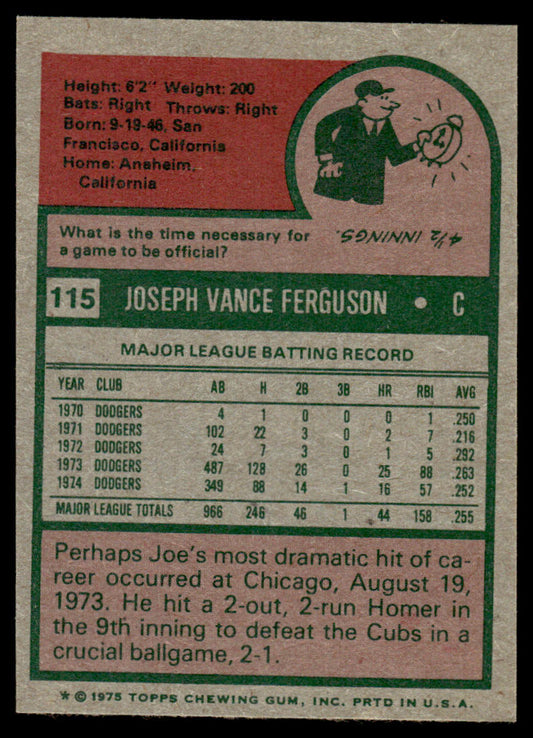 Height: 6'2" Weight: 200
Bats: Right Throws: Right
Born: 9-19-46, San
Francisco, California
Home: Anaheim,
California
What is the time necessary for
a game to be official?
4½ INNINGS.
115 JOSEPH VANCE FERGUSON • C
MAJOR LEAGUE BATTING RECORD
YEAR CLUB AB H 2B 3B HR RBI AVG
1970 DODGERS 4 1 0 0 0 1 .250
1971 DODGERS 102 22 3 0 2 7 .216
1972 DODGERS 24 7 3 0 1 5 .292
1973 DODGERS 487 128 26 0 25 88 .263
1974 DODGERS 349 88 14 1 16 57 .252
MAJOR LEAGUE TOTALS 966 246 46 1 44 158 .255
Perhaps Joe's most dramatic hit of ca-
reer occurred at Chicago, August 19,
1973. He hit a 2-out, 2-run Homer in
the 9th inning to defeat the Cubs in a
crucial ballgame, 2-1.
* © 1975 TOPPS CHEWING GUM, INC. PRTD IN U.S.A.